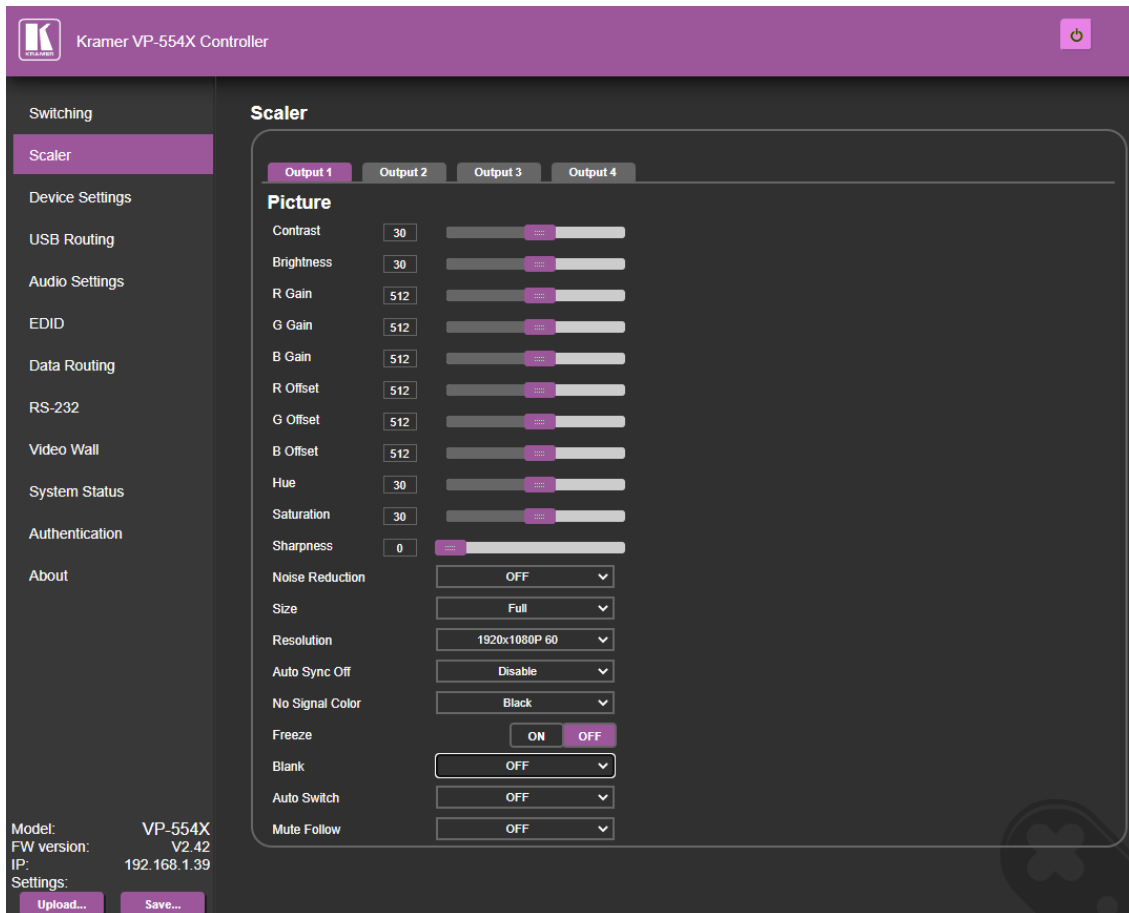 KRAMER
Kramer VP-554X Controller
Switching
Scaler
Device Settings
USB Routing
Audio Settings
EDID
Data Routing
RS-232
Video Wall
System Status
Authentication
About
Model: VP-554X
FW version: V2.42
IP: 192.168.1.39
Settings:
Upload... Save...
Scaler
Output 1 Output 2 Output 3 Output 4
Picture
Contrast 30
Brightness 30
R Gain 512
G Gain 512
B Gain 512
R Offset 512
G Offset 512
B Offset 512
Hue 30
Saturation 30
Sharpness 0
Noise Reduction OFF
Size Full
Resolution 1920x1080P 60
Auto Sync Off Disable
No Signal Color Black
Freeze ON OFF
Blank OFF
Auto Switch OFF
Mute Follow OFF